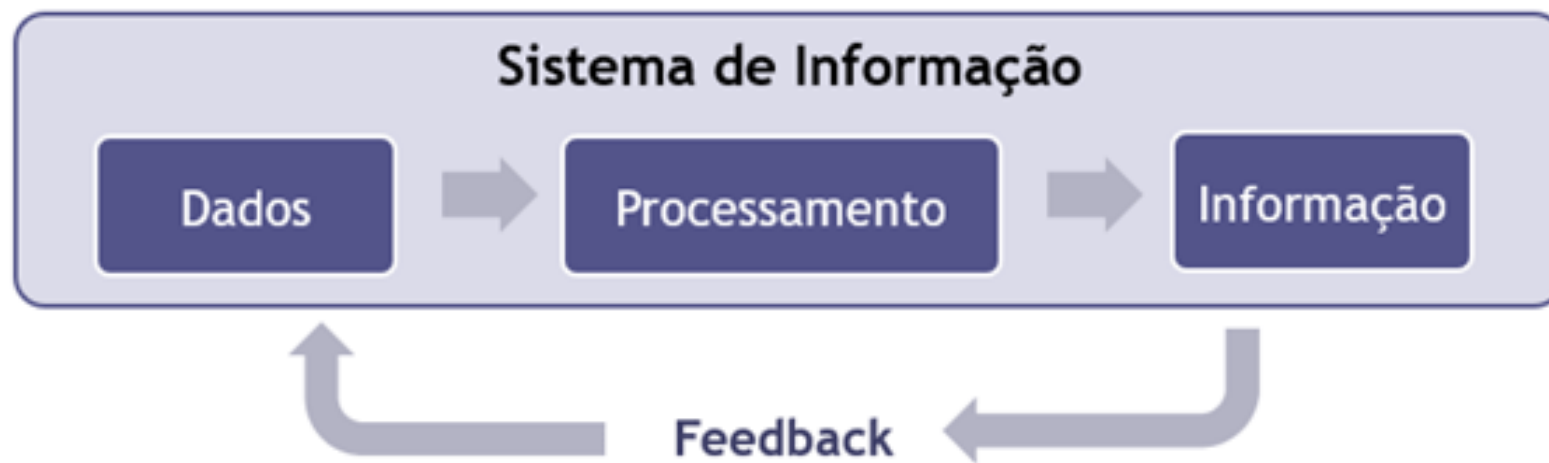 Sistema de Informação
Dados
Processamento
Informação
Feedback